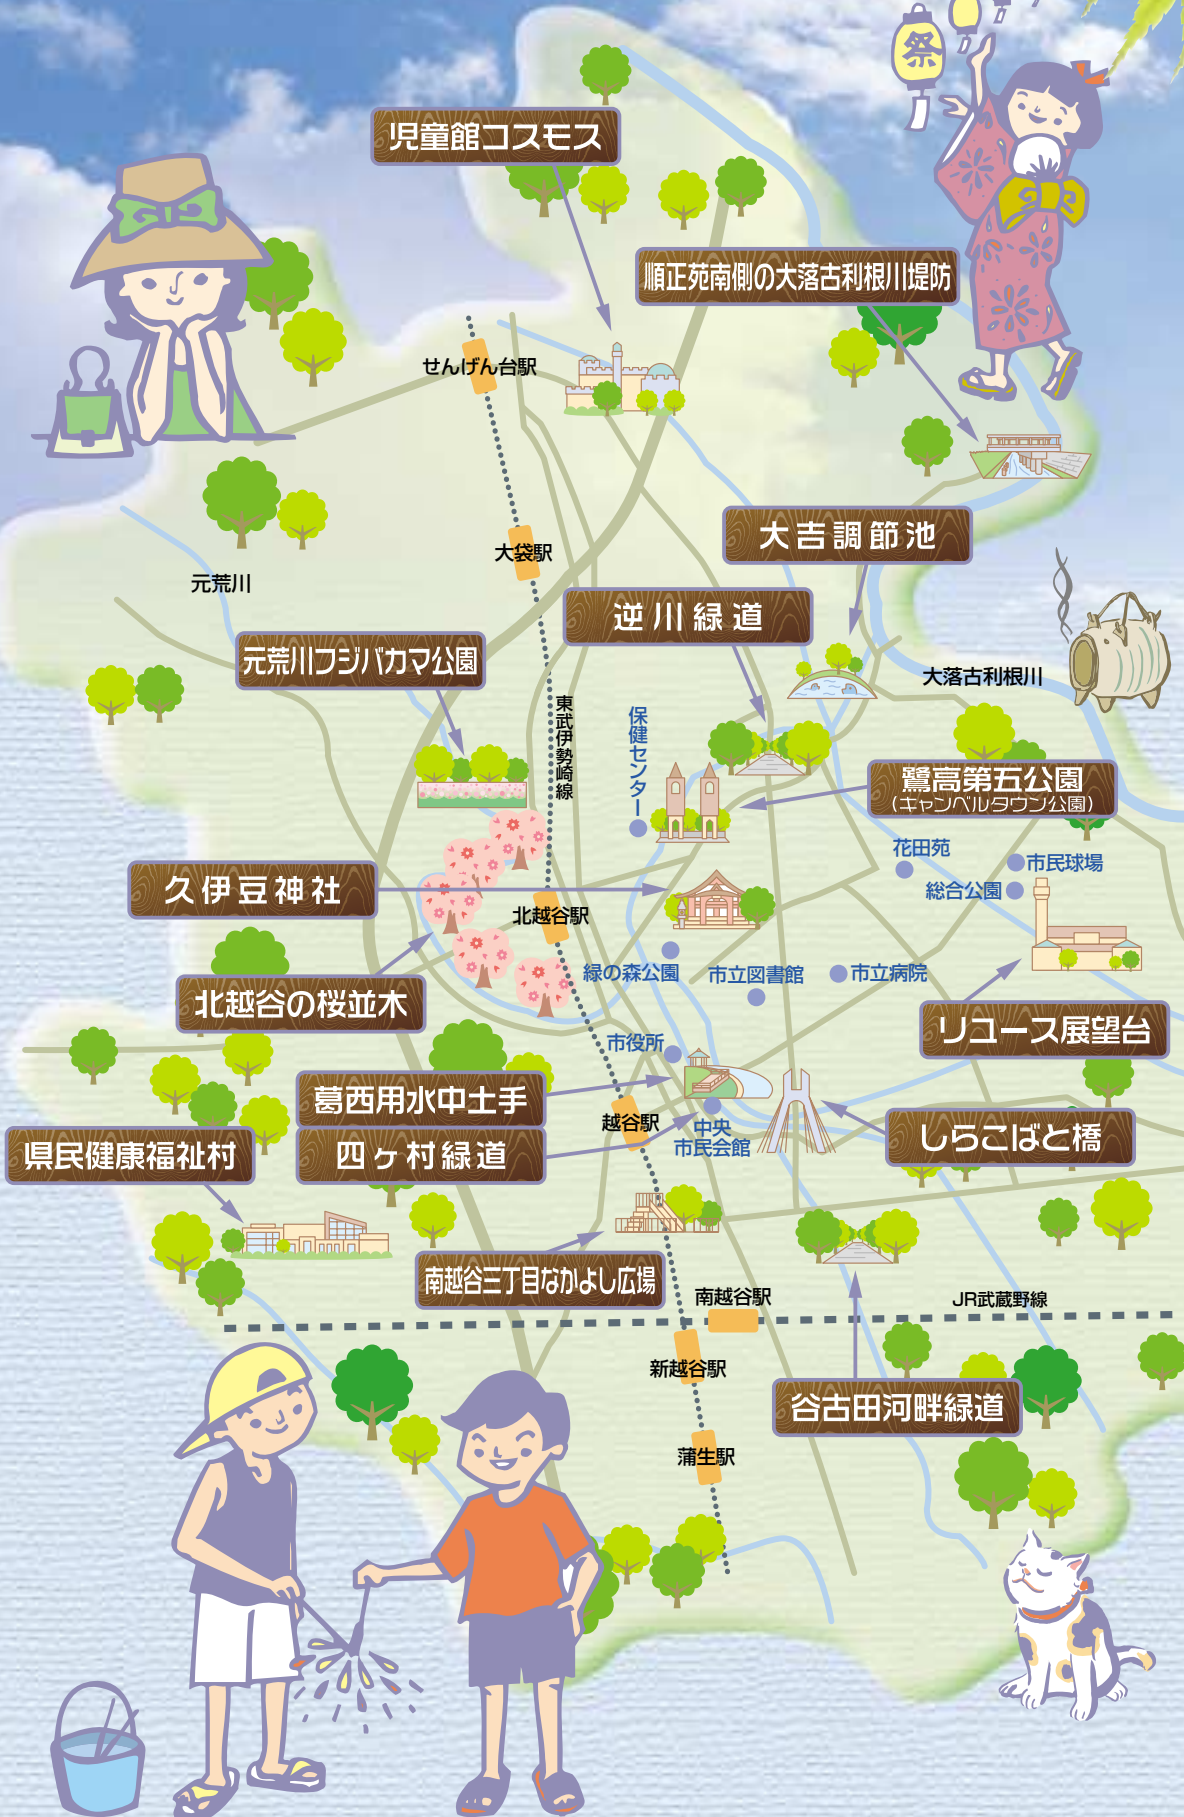 祭
児童館コスモス
順正苑南側の大落古利根川堤防
せんげん台駅
大吉調節池
大袋駅
元荒川
逆川緑道
元荒川フジバカマ公園
大落古利根川
東武伊勢崎線
保健センター
鷺高第五公園
(キャンベルタウン公園)
花田苑
市民球場
総合公園
久伊豆神社
北越谷駅
緑の森公園
市立図書館
市立病院
北越谷の桜並木
リユース展望台
市役所
葛西用水中土手
越谷駅
中央
市民会館
しらこばと橋
県民健康福祉村
四ヶ村緑道
南越谷三丁目なかよし広場
南越谷駅
JR武蔵野線
新越谷駅
谷古田河畔緑道
蒲生駅